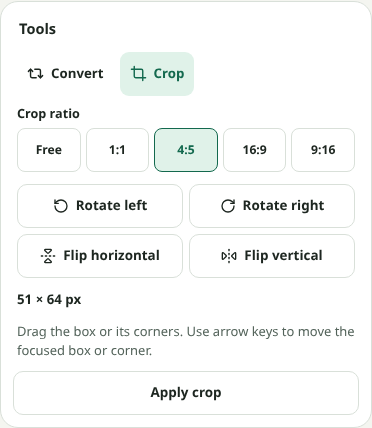 Tools
Convert
Crop
Crop ratio
Free
1:1
4:5
16:9
9:16
Rotate left
Rotate right
Flip horizontal
Flip vertical
51 × 64 px
Drag the box or its corners. Use arrow keys to move the
focused box or corner.
Apply crop